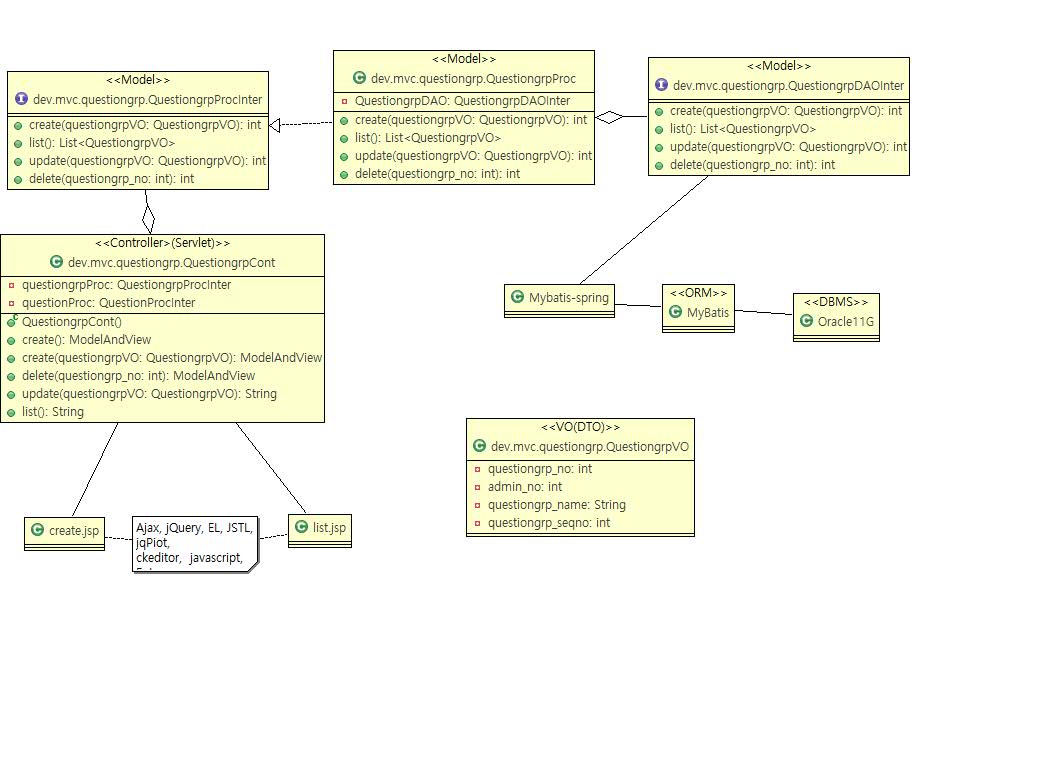 <<Model>>
dev.mvc.questiongrp.QuestiongrpProcInter
create(questiongrpVO: QuestiongrpVO): int
list(): List<QuestiongrpVO>
update(questiongrpVO: QuestiongrpVO): int
delete(questiongrp_no: int): int
<<Model>>
dev.mvc.questiongrp.QuestiongrpProc
QuestiongrpDAO: QuestiongrpDAOInter
create(questiongrpVO: QuestiongrpVO): int
list(): List<QuestiongrpVO>
update(questiongrpVO: QuestiongrpVO): int
delete(questiongrp_no: int): int
<<Model>>
dev.mvc.questiongrp.QuestiongrpDAOInter
create(questiongrpVO: QuestiongrpVO): int
list(): List<QuestiongrpVO>
update(questiongrpVO: QuestiongrpVO): int
delete(questiongrp_no: int): int
<<Controller>(Servlet)>>
dev.mvc.questiongrp.QuestiongrpCont
questiongrpProc: QuestiongrpProcInter
questionProc: QuestionProcInter
QuestiongrpCont()
create(): ModelAndView
create(questiongrpVO: QuestiongrpVO): ModelAndView
delete(questiongrp_no: int): ModelAndView
update(questiongrpVO: QuestiongrpVO): String
list(): String
Mybatis-spring
<<ORM>>
MyBatis
<<DBMS>>
Oracle11G
<<VO(DTO)>>
dev.mvc.questiongrp.QuestiongrpVO
questiongrp_no: int
admin_no: int
questiongrp_name: String
questiongrp_seqno: int
create.jsp
Ajax, jQuery, EL, JSTL,
jqPlot,
ckeditor, javascript,
list.jsp